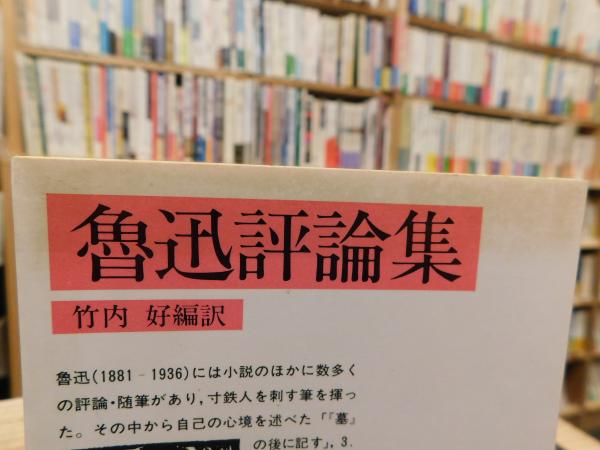 魯迅評論集
竹内 好編訳
魯迅(1881-1936)には小説のほかに数多く
の評論・随筆があり,寸鉄人を刺す筆を揮っ
た。その中から自己の心境を述べた「『墓』
の後に記す」, 3.